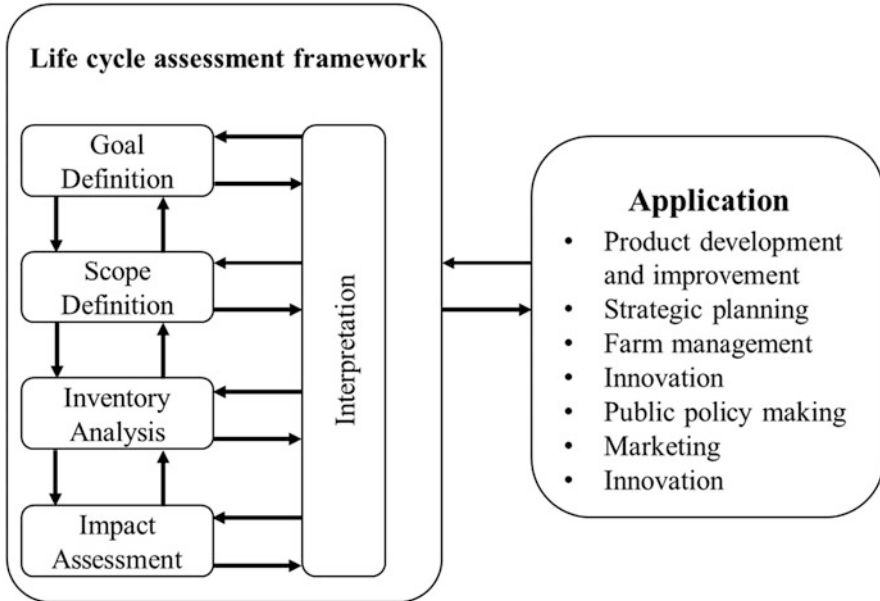 Life cycle assessment framework
Goal
Definition
Scope
Definition
Inventory
Analysis
Impact
Assessment
Interpretation
Application
• Product development
and improvement
• Strategic planning
• Farm management
• Innovation
• Public policy making
• Marketing
• Innovation